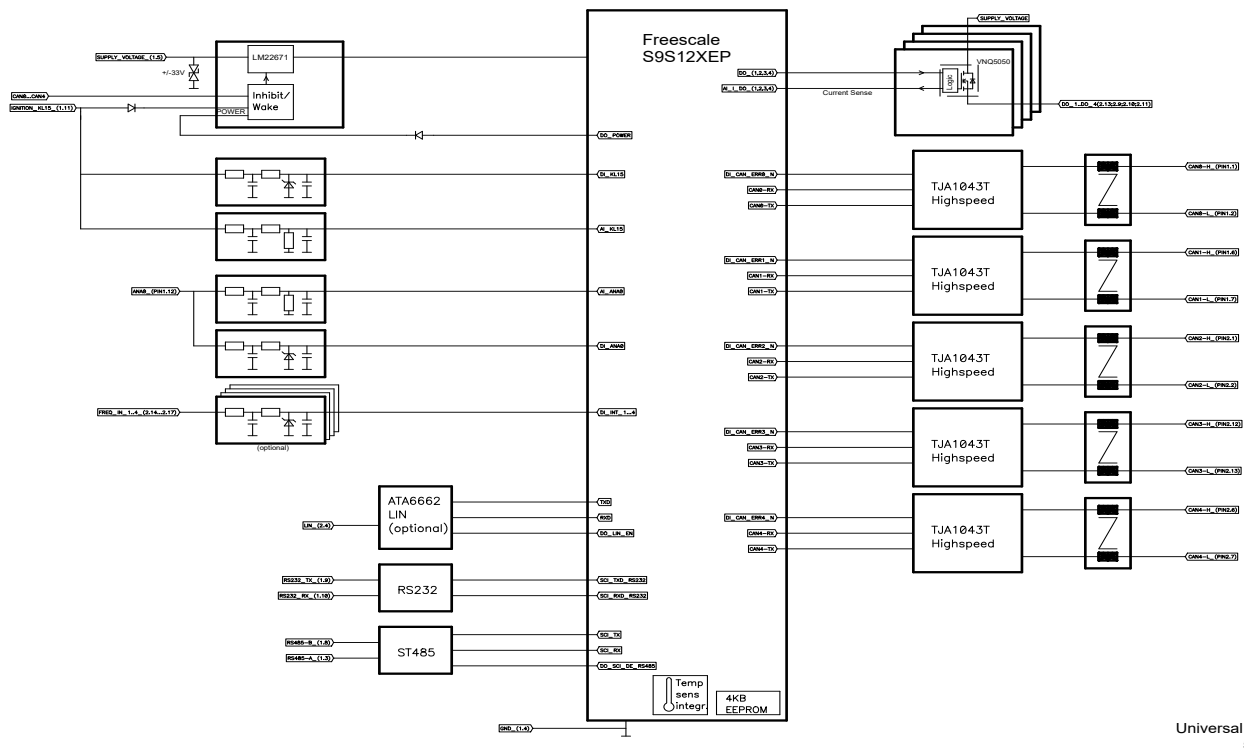 SUPPLY_VOLTAGE_(1.5)
+/-33V
LM22671
CAN0...CAN4
IGNITION_KL15_(1.11)
Inhibit/
Wake
POWER
DO_POWER
DI_KL15
AI_KL15
ANA0_(PIN1.12)
AI_ANA0
DI_ANA0
FREQ_IN_1..4_(2.14...2.17)
DI_INT_1..4
(optional)
LIN_(2.4)
ATA6662
LIN
(optional)
TXD
RXD
DO_LIN_EN
RS232_TX_(1.9)
RS232_RX_(1.10)
RS232
SCI_TXD_RS232
SCI_RXD_RS232
RS485-B_(1.8)
RS485-A_(1.3)
ST485
SCI_TX
SCI_RX
DO_SCI_DE_RS485
GND_(1.4)
Freescale
S9S12XEP
Temp
sens
integr.
4KB
EEPROM
DO_(1,2,3,4)
AI_I_DO_(1,2,3,4)
Current Sense
SUPPLY_VOLTAGE
VNQ5050
Logic
DO_1..DO_4(2.13;2.9;2.10;2.11)
DI_CAN_ERR0_N
CAN0-RX
CAN0-TX
TJA1043T
Highspeed
CAN0-H_(PIN1.1)
CAN0-L_(PIN1.2)
DI_CAN_ERR1_N
CAN1-RX
CAN1-TX
TJA1043T
Highspeed
CAN1-H_(PIN1.6)
CAN1-L_(PIN1.7)
DI_CAN_ERR2_N
CAN2-RX
CAN2-TX
TJA1043T
Highspeed
CAN2-H_(PIN2.1)
CAN2-L_(PIN2.2)
DI_CAN_ERR3_N
CAN3-RX
CAN3-TX
TJA1043T
Highspeed
CAN3-H_(PIN2.12)
CAN3-L_(PIN2.13)
DI_CAN_ERR4_N
CAN4-RX
CAN4-TX
TJA1043T
Highspeed
CAN4-H_(PIN2.6)
CAN4-L_(PIN2.7)
Universal